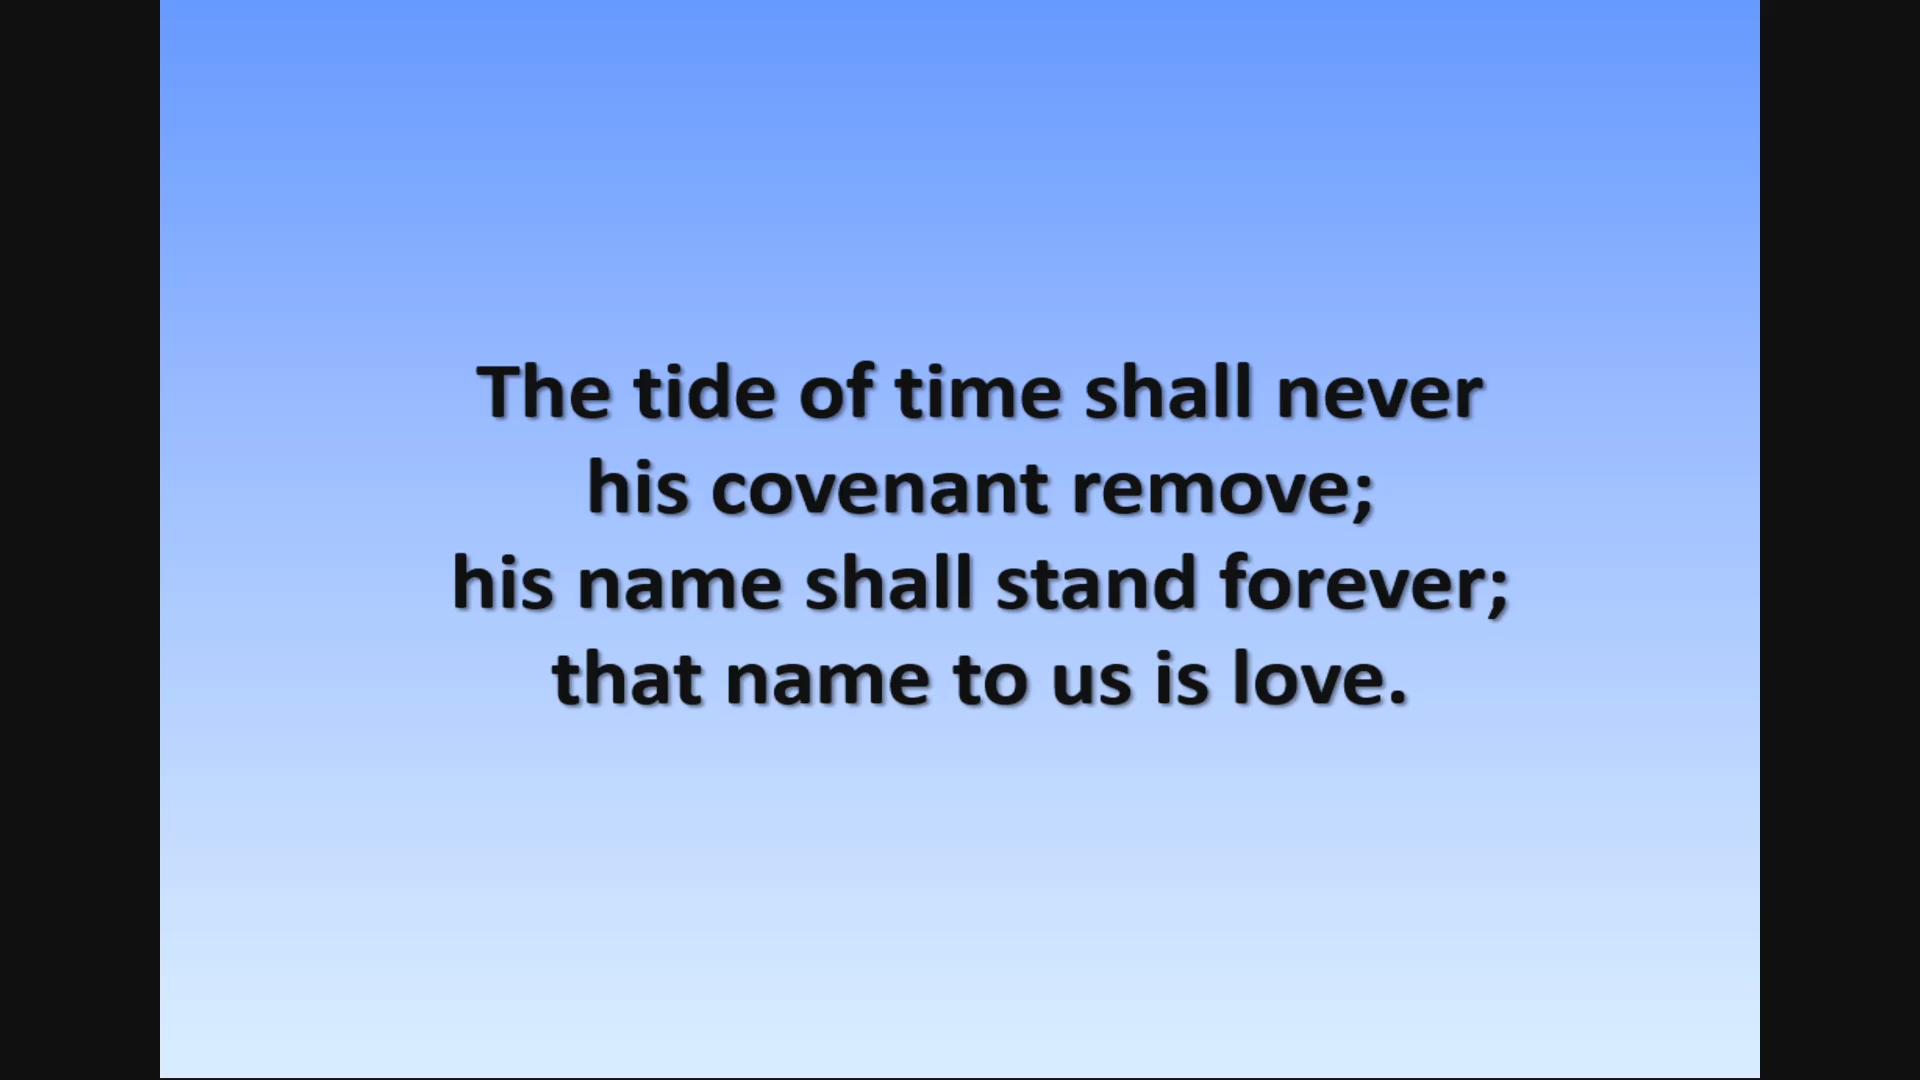 The tide of time shall never
his covenant remove;
his name shall stand forever;
that name to us is love.